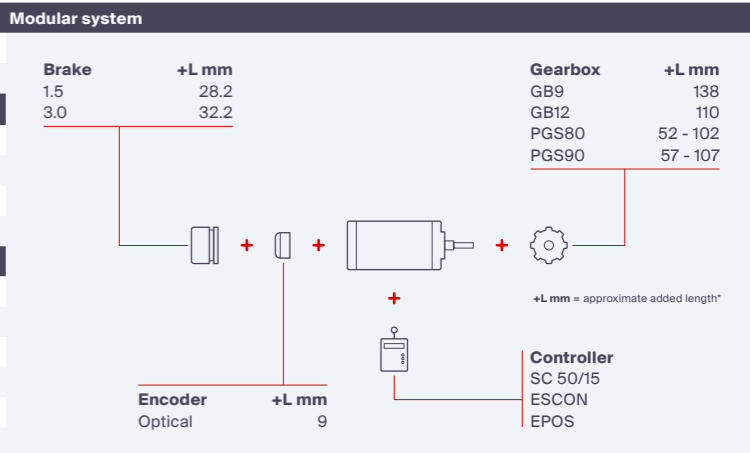 Modular system
Brake +L mm
1.5 28.2
3.0 32.2
Gearbox +L mm
GB9 138
GB12 110
PGS80 52 - 102
PGS90 57 - 107
+L mm = approximate added length*
Encoder +L mm
Optical 9
Controller
SC 50/15
ESCON
EPOS